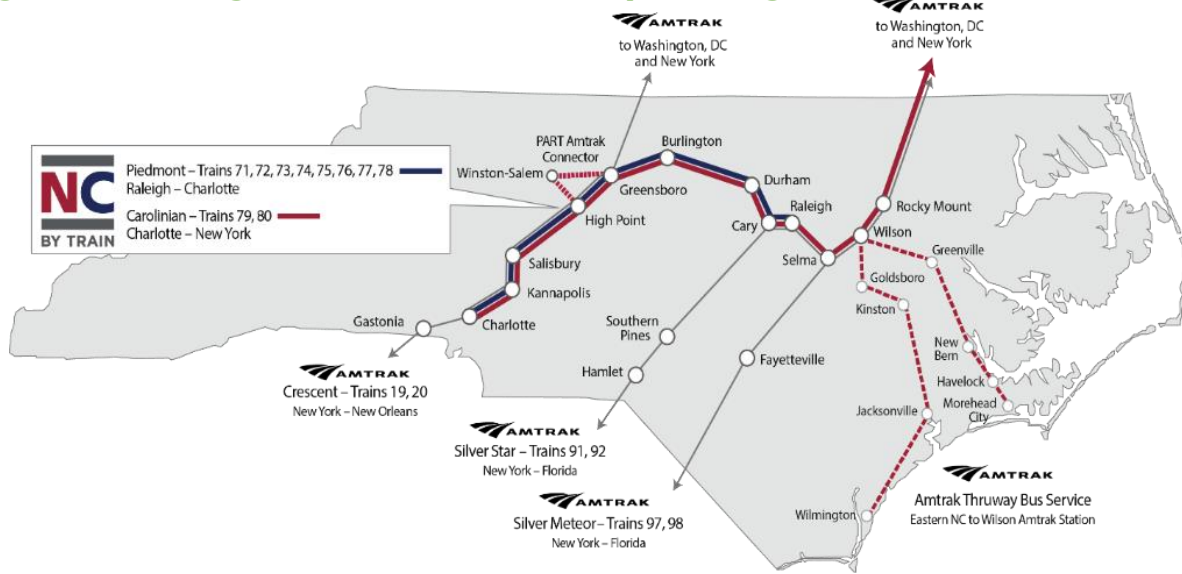 AMTRAK
to Washington, DC
and New York
AMTRAK
to Washington, DC
and New York
NC
BY TRAIN
Piedmont – Trains 71, 72, 73, 74, 75, 76, 77, 78
Raleigh – Charlotte
Carolinian – Trains 79, 80
Charlotte – New York
PART Amtrak
Connector
Winston-Salem
Burlington
Greensboro
High Point
Durham
Raleigh
Cary
Rocky Mount
Wilson
Selma
Greenville
Goldsboro
Kinston
Salisbury
Kannapolis
Charlotte
Gastonia
Southern
Pines
Hamlet
Fayetteville
New
Bern
Havelock
Morehead
City
Jacksonville
Wilmington
AMTRAK
Crescent – Trains 19, 20
New York – New Orleans
AMTRAK
Silver Star – Trains 91, 92
New York – Florida
AMTRAK
Silver Meteor– Trains 97, 98
New York – Florida
AMTRAK
Amtrak Thruway Bus Service
Eastern NC to Wilson Amtrak Station